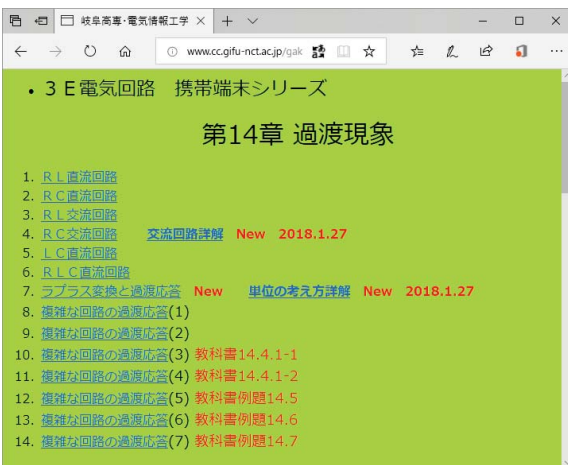 岐阜高専・電気情報工学
www.cc.gifu-nct.ac.jp/gak
• 3E電気回路　携帯端末シリーズ
第14章 過渡現象
1. RL直流回路
2. RC直流回路
3. RL交流回路
4. RC交流回路　交流回路詳解 New 2018.1.27
5. LC直流回路
6. RLC直流回路
7. ラプラス変換と過渡応答 New　単位の考え方詳解 New 2018.1.27
8. 複雑な回路の過渡応答(1)
9. 複雑な回路の過渡応答(2)
10. 複雑な回路の過渡応答(3) 教科書14.4.1-1
11. 複雑な回路の過渡応答(4) 教科書14.4.1-2
12. 複雑な回路の過渡応答(5) 教科書例題14.5
13. 複雑な回路の過渡応答(6) 教科書例題14.6
14. 複雑な回路の過渡応答(7) 教科書例題14.7